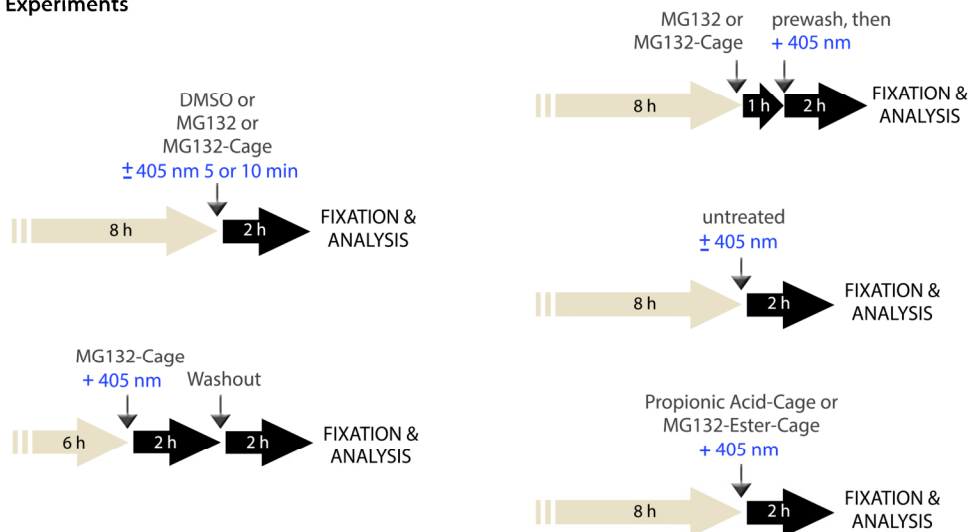 Experiments
DMSO or
MG132 or
MG132-Cage
± 405 nm 5 or 10 min
8 h
2 h
FIXATION &
ANALYSIS
MG132-Cage
+ 405 nm
Washout
6 h
2 h
2 h
FIXATION &
ANALYSIS
MG132 or
MG132-Cage
prewash, then
+ 405 nm
8 h
1 h
2 h
FIXATION &
ANALYSIS
untreated
± 405 nm
8 h
2 h
FIXATION &
ANALYSIS
Propionic Acid-Cage or
MG132-Ester-Cage
+ 405 nm
8 h
2 h
FIXATION &
ANALYSIS